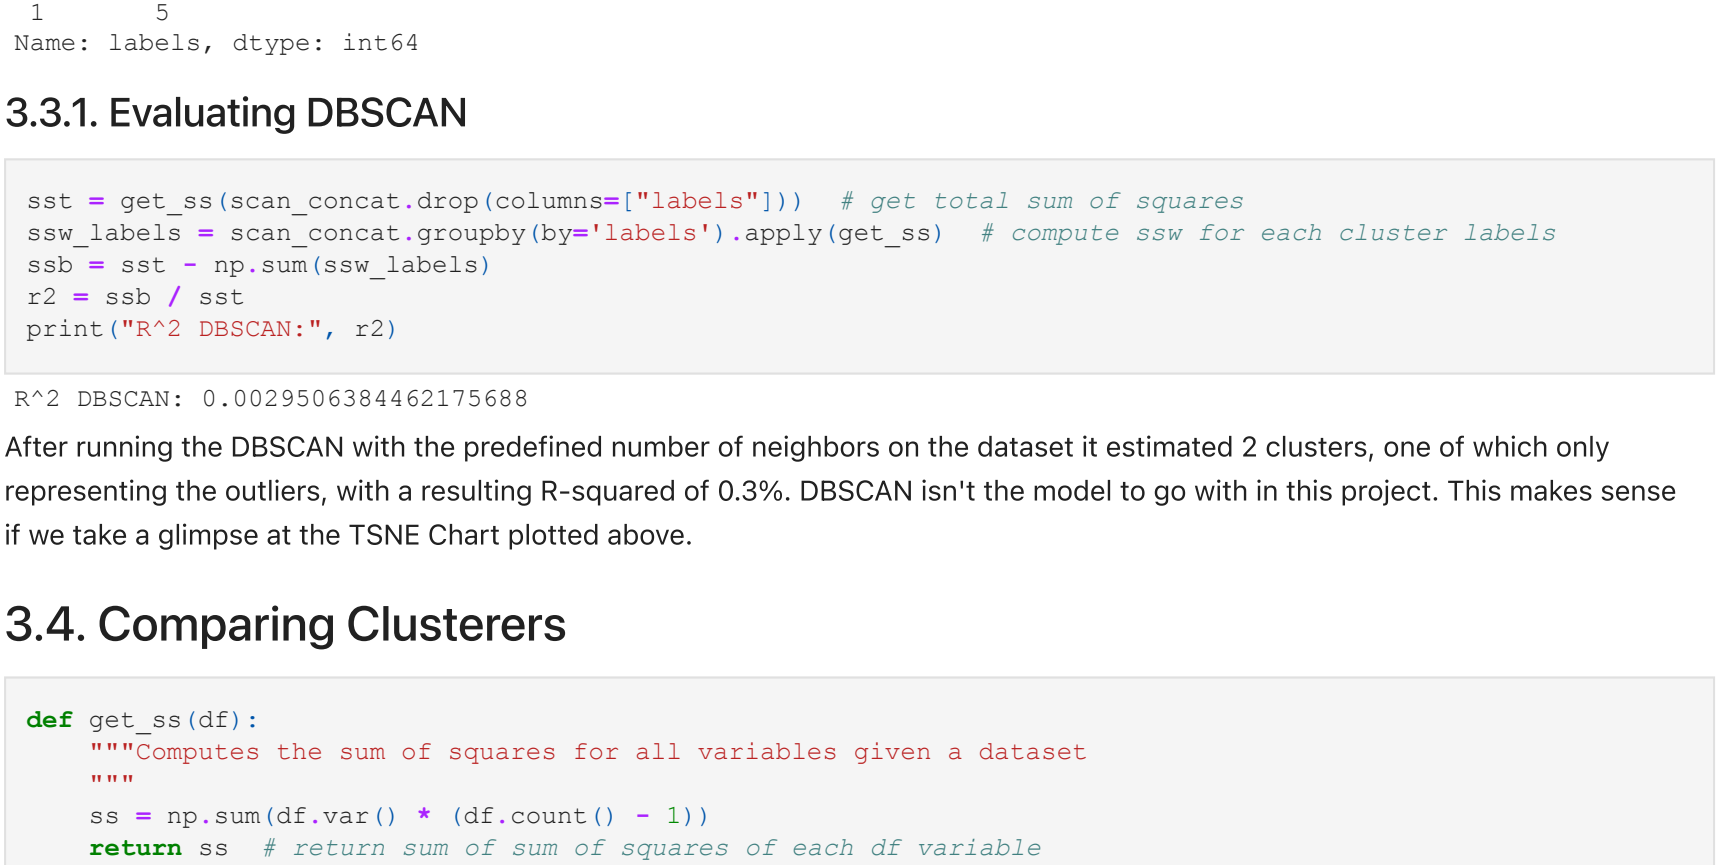 1        5
Name: labels, dtype: int64
3.3.1. Evaluating DBSCAN
sst = get_ss(scan_concat.drop(columns=["labels"]))  # get total sum of squares
ssw_labels = scan_concat.groupby(by='labels').apply(get_ss)  # compute ssw for each cluster labels
ssb = sst - np.sum(ssw_labels)
r2 = ssb / sst
print("R^2 DBSCAN:", r2)
R^2 DBSCAN: 0.0029506384462175688
After running the DBSCAN with the predefined number of neighbors on the dataset it estimated 2 clusters, one of which only
representing the outliers, with a resulting R-squared of 0.3%. DBSCAN isn't the model to go with in this project. This makes sense
if we take a glimpse at the TSNE Chart plotted above.
3.4. Comparing Clusterers
def get_ss(df):
    """Computes the sum of squares for all variables given a dataset
    """
    ss = np.sum(df.var() * (df.count() - 1))
    return ss  # return sum of sum of squares of each df variable